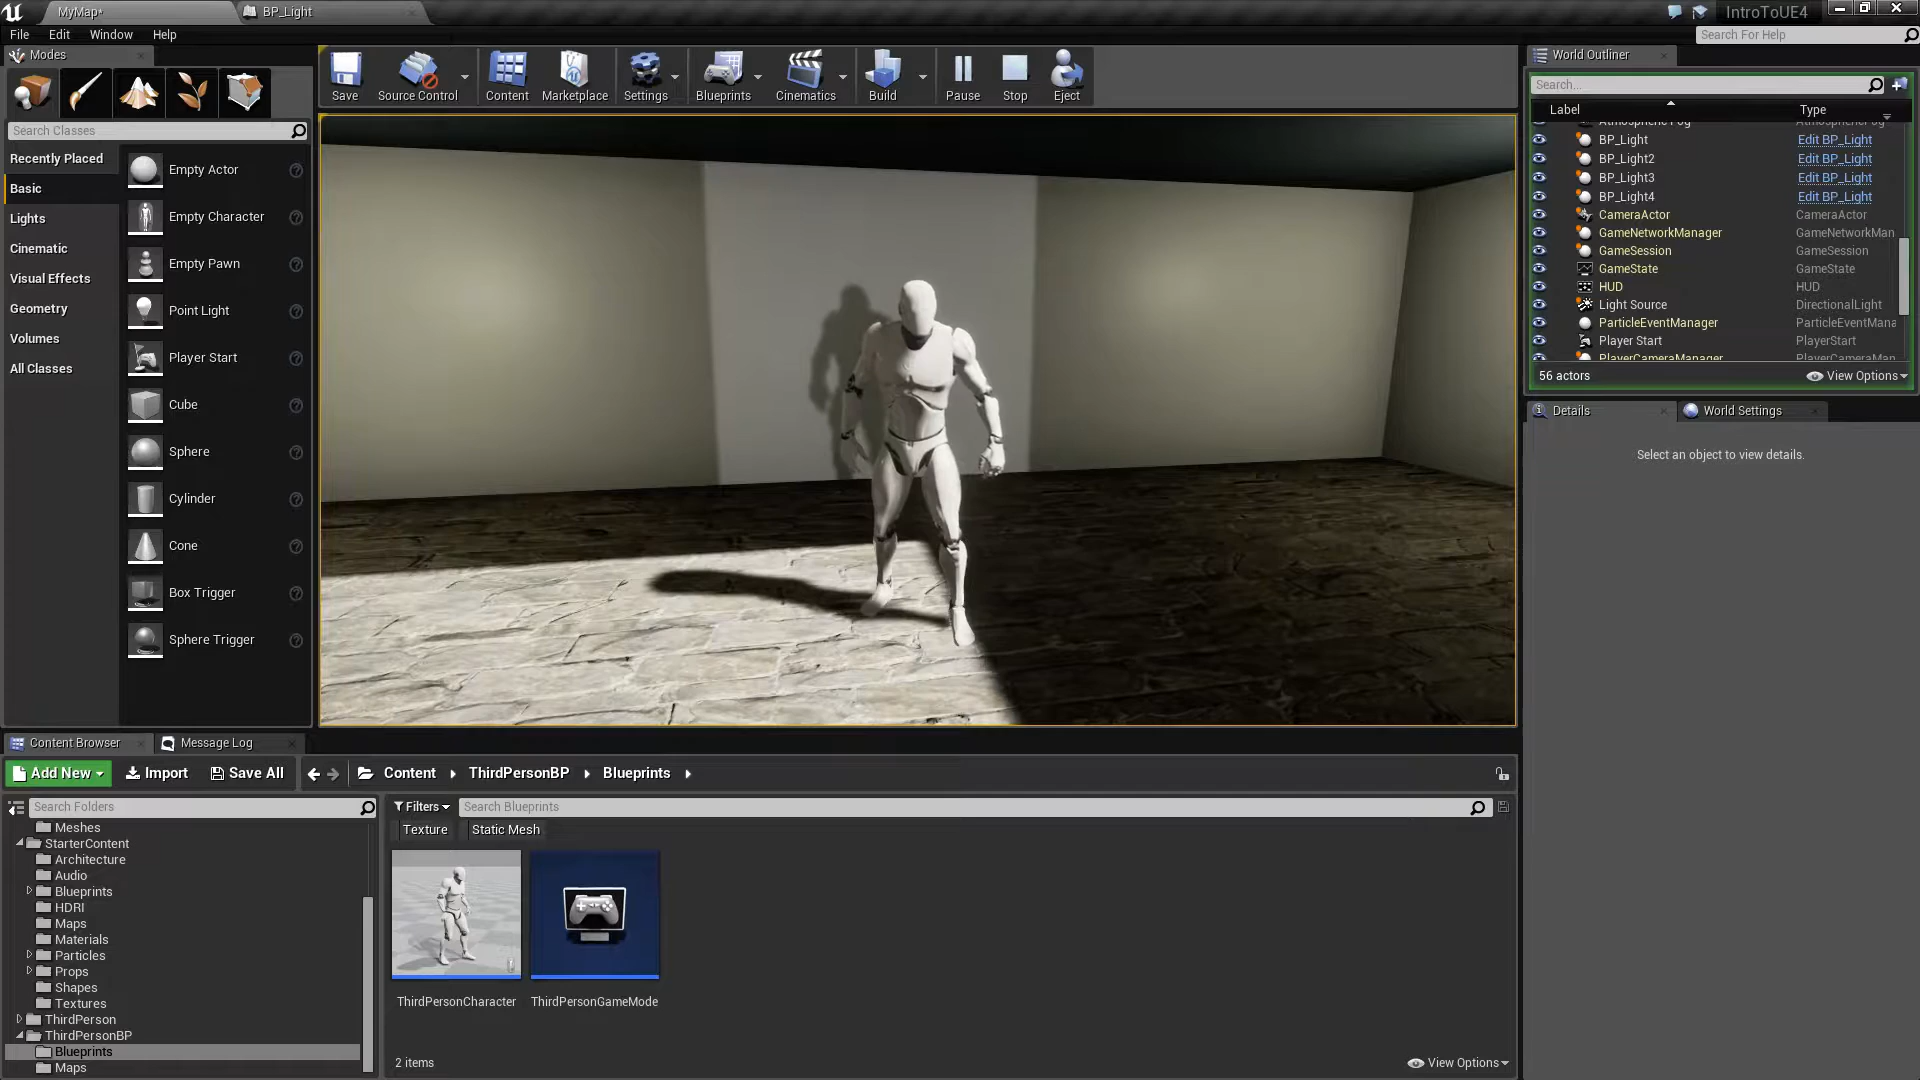 MyMap*
BP_Light
IntroToUE4
File Edit Window Help
Search For Help
Modes
Save
Source Control
Content
Marketplace
Settings
Blueprints
Cinematics
Build
Pause
Stop
Eject
World Outliner
Search...
Label Type
Search Classes
Recently Placed
Basic
Lights
Cinematic
Visual Effects
Geometry
Volumes
All Classes
Empty Actor
Empty Character
Empty Pawn
Point Light
Player Start
Cube
Sphere
Cylinder
Cone
Box Trigger
Sphere Trigger
BP_Light Edit BP_Light
BP_Light2 Edit BP_Light
BP_Light3 Edit BP_Light
BP_Light4 Edit BP_Light
CameraActor CameraActor
GameNetworkManager GameNetworkMan
GameSession GameSession
GameState GameState
HUD HUD
Light Source DirectionalLight
ParticleEventManager ParticleEventMana
Player Start PlayerStart
PlayerCameraManager PlayerCameraMan
56 actors View Options
Details World Settings
Select an object to view details.
Content Browser Message Log
Add New Import Save All Content ThirdPersonBP Blueprints
Search Folders
Filters Search Blueprints
Texture Static Mesh
Meshes
StarterContent
Architecture
Audio
Blueprints
HDRI
Maps
Materials
Particles
Props
Shapes
Textures
ThirdPerson
ThirdPersonBP
Blueprints
Maps
ThirdPersonCharacter ThirdPersonGameMode
2 items View Options